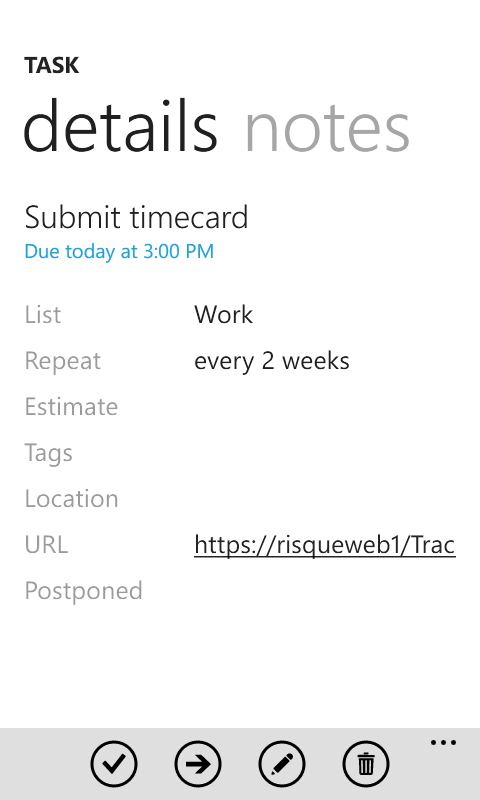 TASK
details notes
Submit timecard
Due today at 3:00 PM
List Work
Repeat every 2 weeks
Estimate
Tags
Location
URL https://risqueweb1/Trac
Postponed